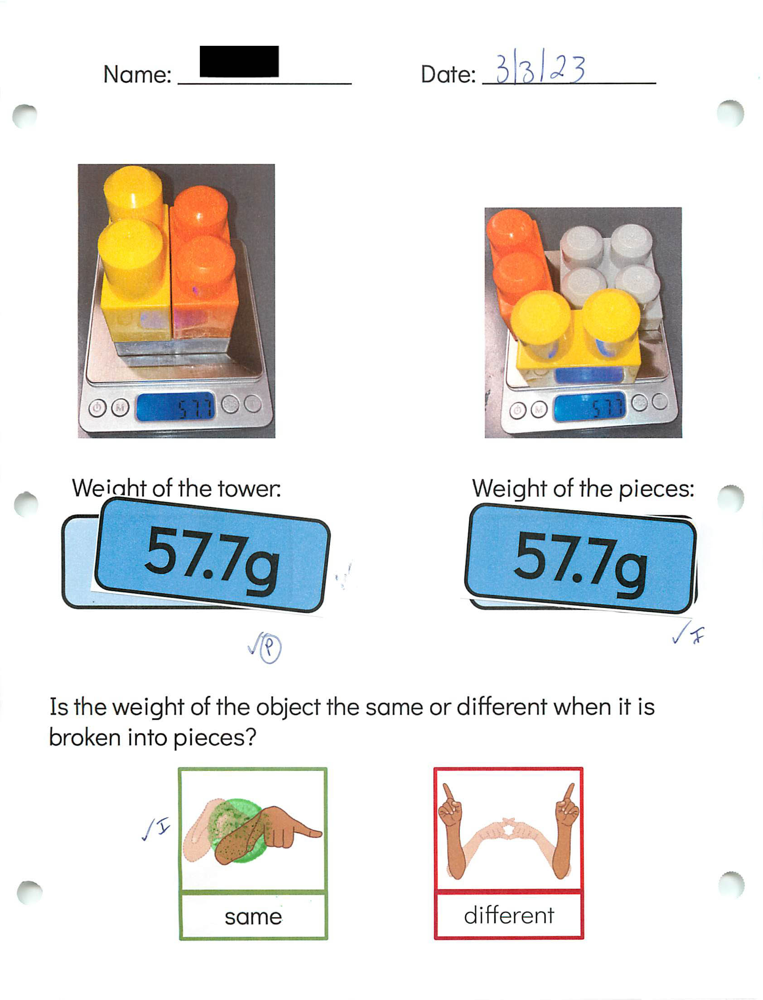 Name:
Date: 3/3/23
M
57.7
PCS
T
M
57.7
PCS
T
Weight of the tower:
Weight of the pieces:
57.7g
57.7g
✓P
✓I
Is the weight of the object the same or different when it is
broken into pieces?
✓I
same
different